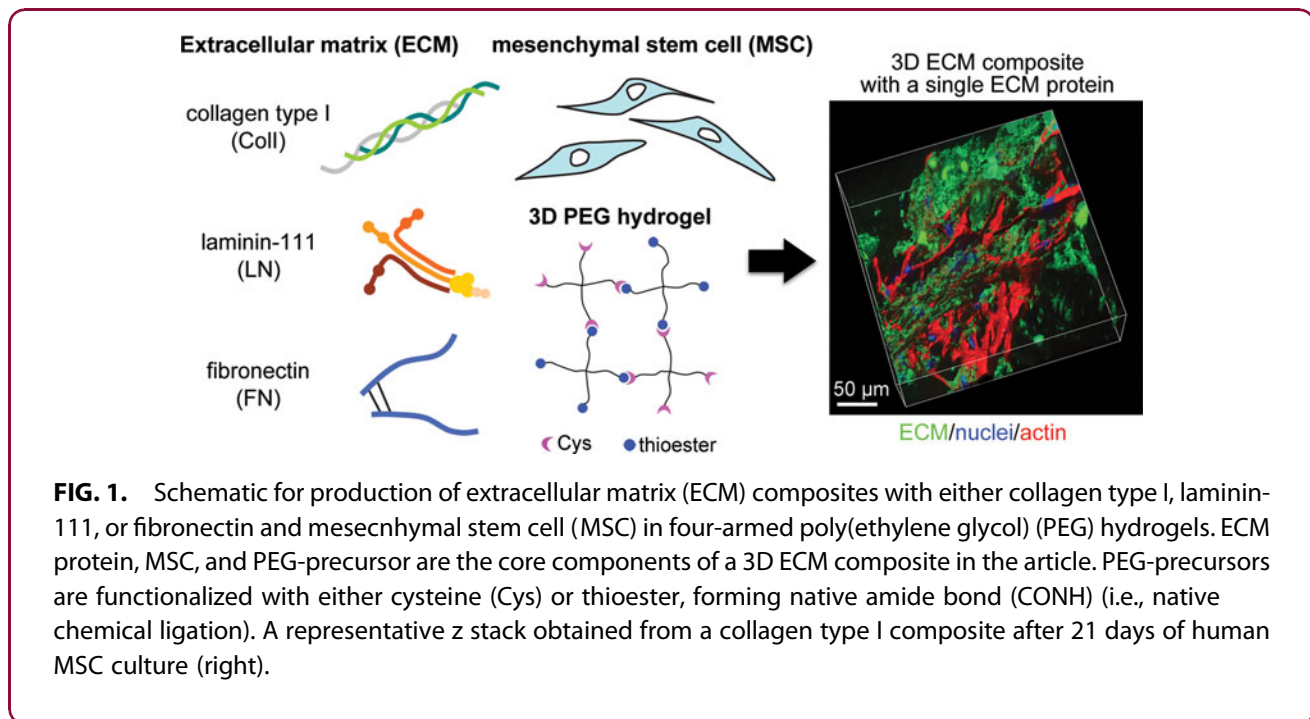 Extracellular matrix (ECM)
mesenchymal stem cell (MSC)
3D ECM composite
with a single ECM protein
collagen type I
(ColI)
laminin-111
(LN)
fibronectin
(FN)
3D PEG hydrogel
Cys
thioester
50 µm
ECM/nuclei/actin
FIG. 1. Schematic for production of extracellular matrix (ECM) composites with either collagen type I, laminin-
111, or fibronectin and mesecnhymal stem cell (MSC) in four-armed poly(ethylene glycol) (PEG) hydrogels. ECM
protein, MSC, and PEG-precursor are the core components of a 3D ECM composite in the article. PEG-precursors
are functionalized with either cysteine (Cys) or thioester, forming native amide bond (CONH) (i.e., native
chemical ligation). A representative z stack obtained from a collagen type I composite after 21 days of human
MSC culture (right).